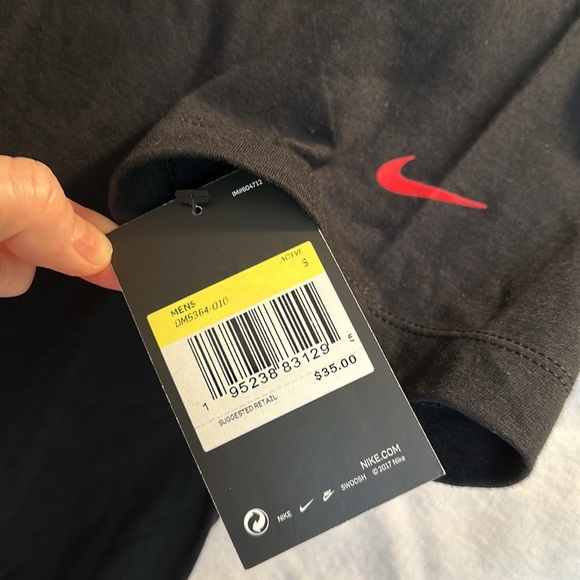 IM#604712
ACTIVE
MENS S
DM5364-010
1 95238 83129 5
$35.00
SUGGESTED RETAIL
NIKE.COM
NIKE SWOOSH © 2017 Nike